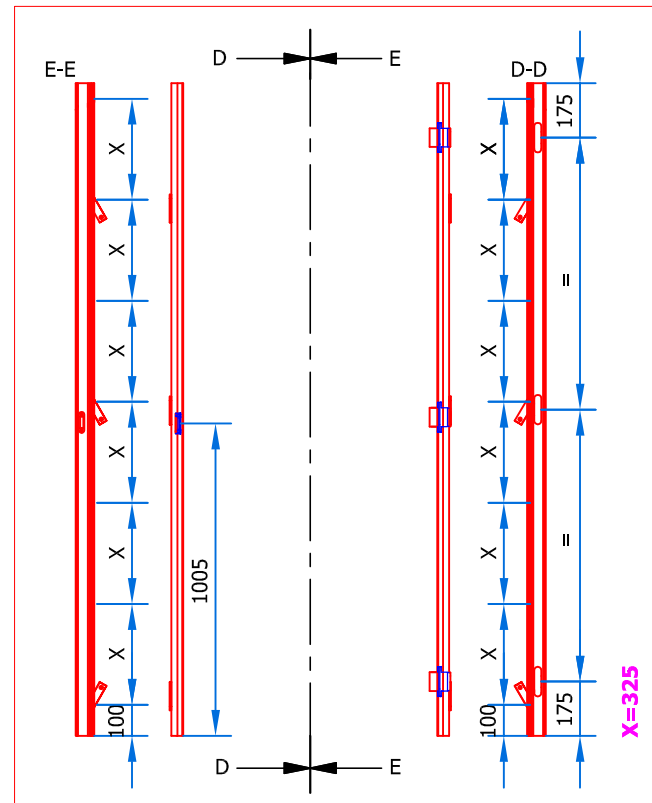 D E
E-E D-D
175
X X
X X
=
X X
X X
X X
=
1005
X X
100 100 175
X=325
D E